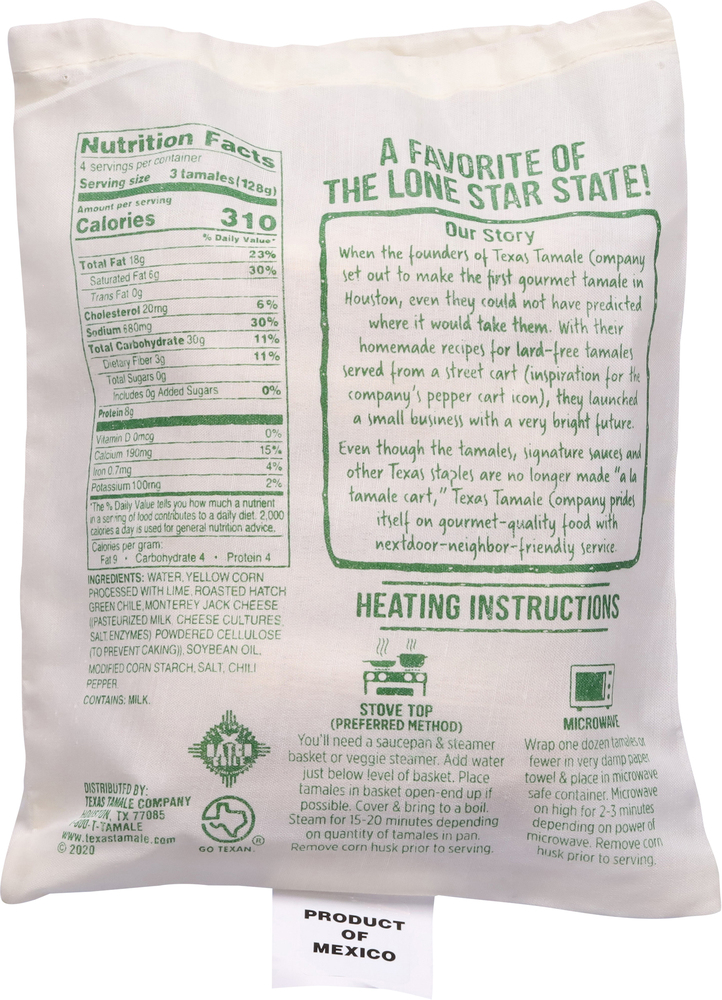 Nutrition Facts
4 servings per container
Serving size 3 tamales (128g)
Amount per serving
Calories 310
% Daily Value*
Total Fat 18g 23%
Saturated Fat 6g 30%
Trans Fat 0g
Cholesterol 20mg 6%
Sodium 680mg 30%
Total Carbohydrate 30g 11%
Dietary Fiber 3g 11%
Total Sugars 0g
Includes 0g Added Sugars 0%
Protein 8g
Vitamin D 0mcg 0%
Calcium 190mg 15%
Iron 0.7mg 4%
Potassium 100mg 2%
*The % Daily Value tells you how much a nutrient
in a serving of food contributes to a daily diet. 2,000
calories a day is used for general nutrition advice.
Calories per gram:
Fat 9 • Carbohydrate 4 • Protein 4
INGREDIENTS: WATER, YELLOW CORN
PROCESSED WITH LIME, ROASTED HATCH
GREEN CHILE, MONTEREY JACK CHEESE
((PASTEURIZED MILK, CHEESE CULTURES,
SALT, ENZYMES) POWDERED CELLULOSE
(TO PREVENT CAKING)), SOYBEAN OIL,
MODIFIED CORN STARCH, SALT, CHILI
PEPPER.
CONTAINS: MILK.
HATCH
DISTRIBUTED BY:
TEXAS TAMALE COMPANY
HOUSTON, TX 77085
800-T-TAMALE
www.texastamale.com
© 2020
GO TEXAN. ®
A FAVORITE OF
THE LONE STAR STATE!
Our Story
When the founders of Texas Tamale Company
set out to make the first gourmet tamale in
Houston, even they could not have predicted
where it would take them. With their
homemade recipes for lard-free tamales
served from a street cart (inspiration for the
company's pepper cart icon), they launched
a small business with a very bright future.
Even though the tamales, signature sauces and
other Texas staples are no longer made "a la
tamale cart," Texas Tamale Company prides
itself on gourmet-quality food with
nextdoor-neighbor-friendly service.
HEATING INSTRUCTIONS
STOVE TOP
(PREFERRED METHOD)
You'll need a saucepan & steamer
basket or veggie steamer. Add water
just below level of basket. Place
tamales in basket open-end up if
possible. Cover & bring to a boil.
Steam for 15-20 minutes depending
on quantity of tamales in pan.
Remove corn husk prior to serving.
MICROWAVE
Wrap one dozen tamales or
fewer in very damp paper
towel & place in microwave
safe container. Microwave
on high for 2-3 minutes
depending on power of
microwave. Remove corn
husk prior to serving.
PRODUCT
OF
MEXICO